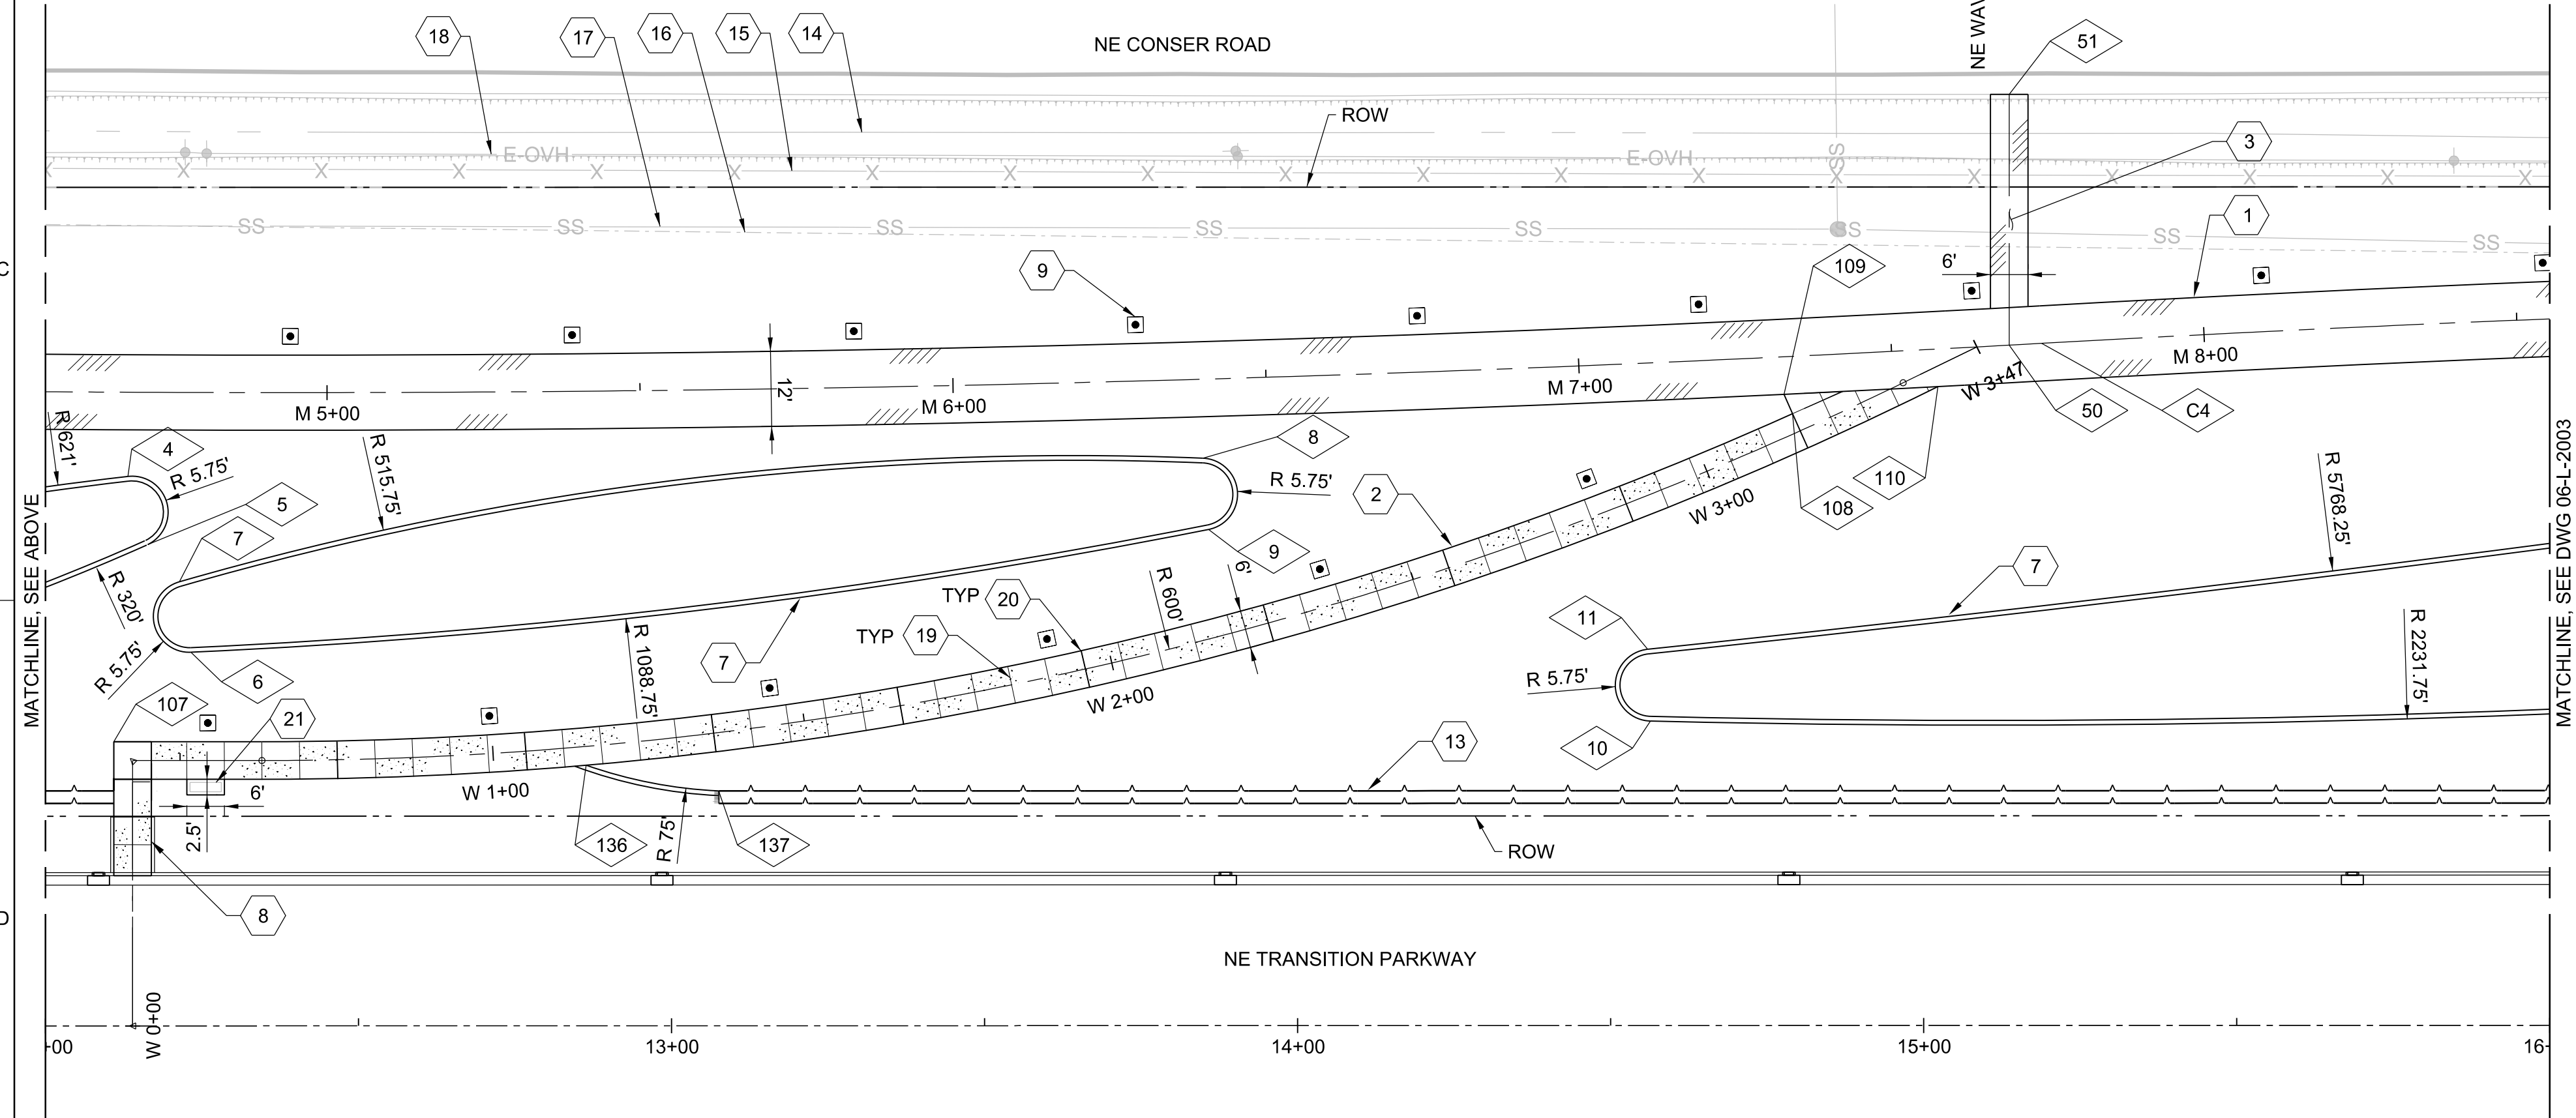 18
17
16
15
14
NE CONSER ROAD
51
ROW
3
E-OVH
E-OVH
X X X X X X X X X X X X X X X X X X X
SS
SS SS SS SS SS SS SS SS
1
C
9
109
6'
M 5+00
12'
M 6+00
M 7+00
M 8+00
W 3+47
50
C4
R 621'
4
R 5.75'
R 515.75'
8
R 5.75'
2
W 3+00
108
110
R 5768.25'
MATCHLINE, SEE ABOVE
MATCHLINE, SEE DWG 06-L-2003
5
7
R 320'
9
R 600'
6'
TYP 20
TYP 19
7
11
R 5.75'
6
R 1088.75'
7
W 2+00
R 5.75'
R 2231.75'
107
21
13
10
6'
W 1+00
2.5'
136
R 75'
137
ROW
8
D
NE TRANSITION PARKWAY
W 0+00
+00
13+00
14+00
15+00
16